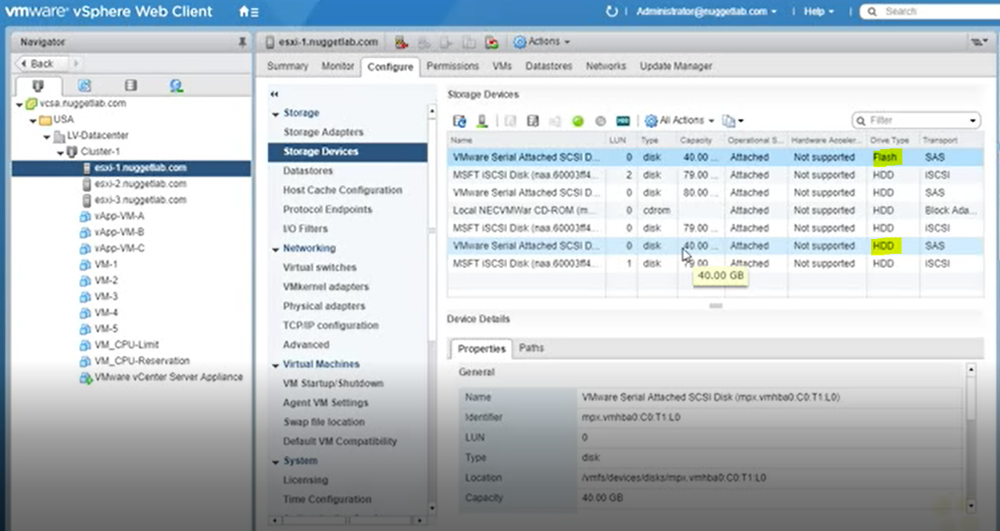 vmware® vSphere Web Client
Administrator@nuggetlab.com
Help
Search
Navigator
Back
vcsa.nuggetlab.com
USA
LV-Datacenter
Cluster-1
esxi-1.nuggetlab.com
esxi-2.nuggetlab.com
esxi-3.nuggetlab.com
vApp-VM-A
vApp-VM-B
vApp-VM-C
VM-1
VM-2
VM-3
VM-4
VM-5
VM_CPU-Limit
VM_CPU-Reservation
VMware vCenter Server Appliance
esxi-1.nuggetlab.com Actions
Summary Monitor Configure Permissions VMs Datastores Networks Update Manager
Storage
Storage Adapters
Storage Devices
Datastores
Host Cache Configuration
Protocol Endpoints
I/O Filters
Networking
Virtual switches
VMkernel adapters
Physical adapters
TCP/IP configuration
Advanced
Virtual Machines
VM Startup/Shutdown
Agent VM Settings
Swap file location
Default VM Compatibility
System
Licensing
Time Configuration
Storage Devices
All Actions
Filter
Name LUN Type Capacity Operational S... Hardware Acceler... Drive Type Transport
VMware Serial Attached SCSI D... 0 disk 40.00 ... Attached Not supported Flash SAS
MSFT iSCSI Disk (naa.60003ff4... 2 disk 79.00 ... Attached Not supported HDD iSCSI
VMware Serial Attached SCSI D... 0 disk 80.00 ... Attached Not supported HDD SAS
Local NECVMWar CD-ROM (m... 0 cdrom Attached Not supported HDD Block Ada...
MSFT iSCSI Disk (naa.60003ff4... 0 disk 79.00 ... Attached Not supported HDD iSCSI
VMware Serial Attached SCSI D... 0 disk 40.00 ... Attached Not supported HDD SAS
MSFT iSCSI Disk (naa.60003ff4... 1 disk 79.00 Attached Not supported HDD iSCSI
40.00 GB
Device Details
Properties Paths
General
Name VMware Serial Attached SCSI Disk (mpx.vmhba0:C0:T1:L0)
Identifier mpx.vmhba0:C0:T1:L0
LUN 0
Type disk
Location /vmfs/devices/disks/mpx.vmhba0:C0:T1:L0
Capacity 40.00 GB